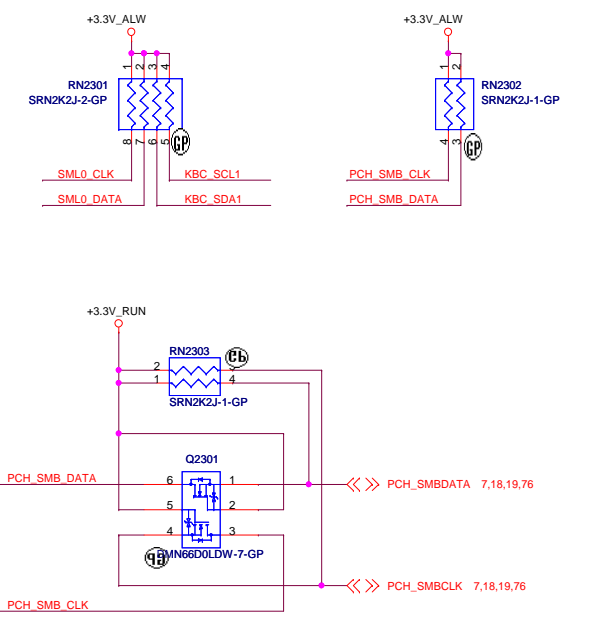 +3.3V_ALW
1 2 3 4
RN2301
SRN2K2J-2-GP
GP
8 7 6 5
SML0_CLK
KBC_SCL1
SML0_DATA
KBC_SDA1
+3.3V_ALW
1 2
RN2302
SRN2K2J-1-GP
GP
4 3
PCH_SMB_CLK
PCH_SMB_DATA
+3.3V_RUN
RN2303
GP
2 3
1 4
SRN2K2J-1-GP
Q2301
PCH_SMB_DATA 6 1 PCH_SMBDATA 7,18,19,76
5 2
4 3
GP
DMN66D0LDW-7-GP
PCH_SMBCLK 7,18,19,76
PCH_SMB_CLK